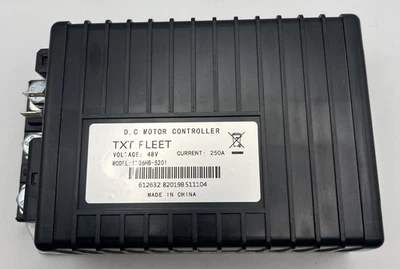 D.C MOTOR CONTROLLER
TXT FLEET
VOLTAGE: 48V CURRENT: 250A
MODEL:1206HB-5201
612632 820198511104
MADE IN CHINA